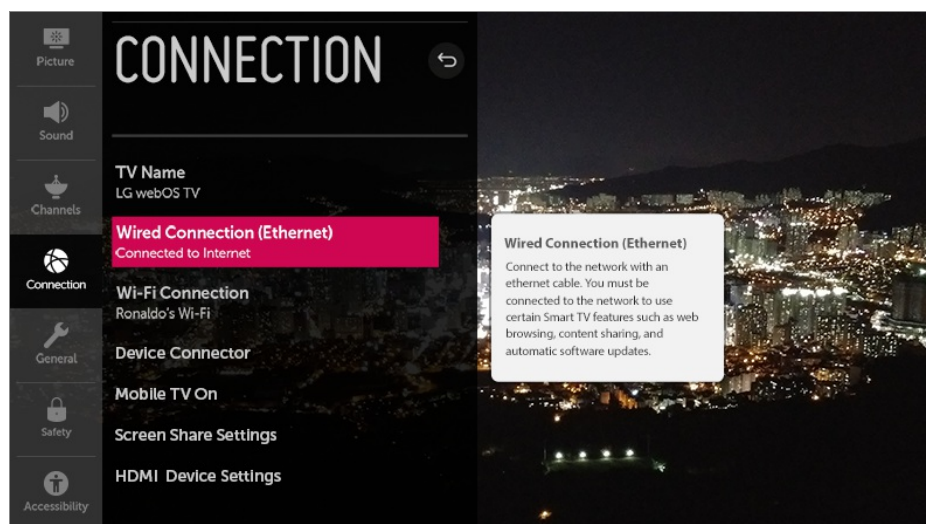 Picture
Sound
Channels
Connection
General
Safety
Accessibility
CONNECTION
TV Name
LG webOS TV
Wired Connection (Ethernet)
Connected to Internet
Wi-Fi Connection
Ronaldo's Wi-Fi
Device Connector
Mobile TV On
Screen Share Settings
HDMI Device Settings
Wired Connection (Ethernet)
Connect to the network with an
ethernet cable. You must be
connected to the network to use
certain Smart TV features such as web
browsing, content sharing, and
automatic software updates.